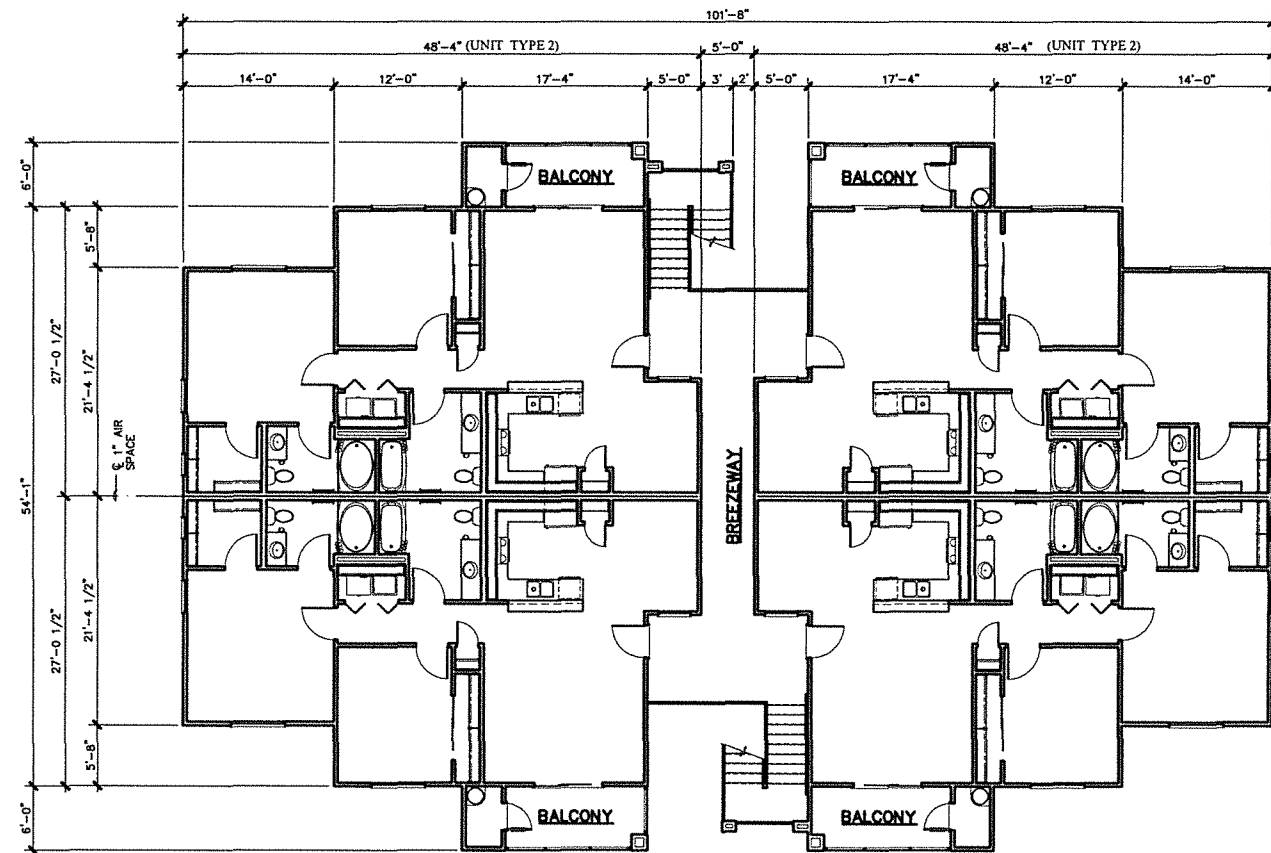 101'-8"
48'-4" (UNIT TYPE 2) 5'-0" 48'-4" (UNIT TYPE 2)
14'-0" 12'-0" 17'-4" 5'-0" 3' 2' 5'-0" 17'-4" 12'-0" 14'-0"
6'-0"
BALCONY
BALCONY
5'-8"
27'-0 1/2"
21'-4 1/2"
℄ 1" AIR
SPACE
54'-1"
BREEZEWAY
21'-4 1/2"
27'-0 1/2"
5'-8"
6'-0"
BALCONY
BALCONY